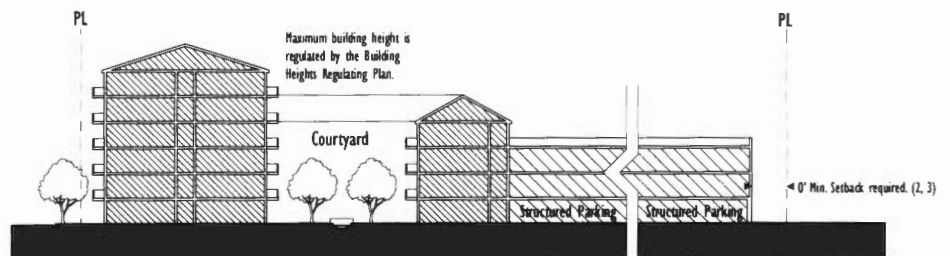 PL
PL
Maximum building height is
regulated by the Building
Heights Regulating Plan.
Courtyard
0' Min. Setback required. (2, 3)
Structured Parking
Structured Parking